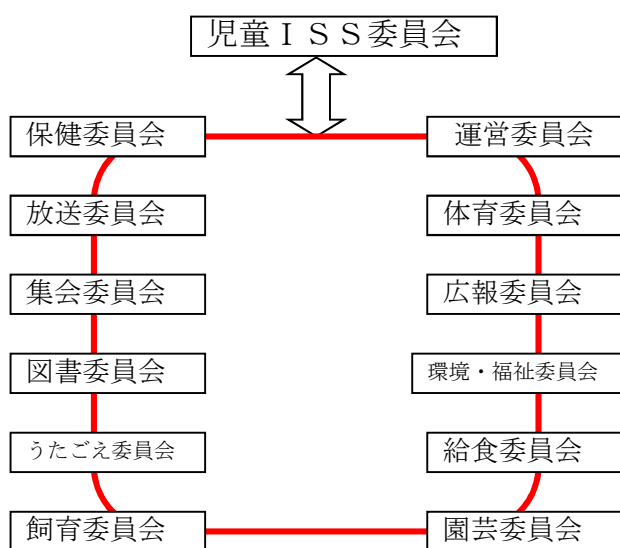 児童ＩＳＳ委員会
保健委員会
運営委員会
放送委員会
体育委員会
集会委員会
広報委員会
図書委員会
環境・福祉委員会
うたごえ委員会
給食委員会
飼育委員会
園芸委員会